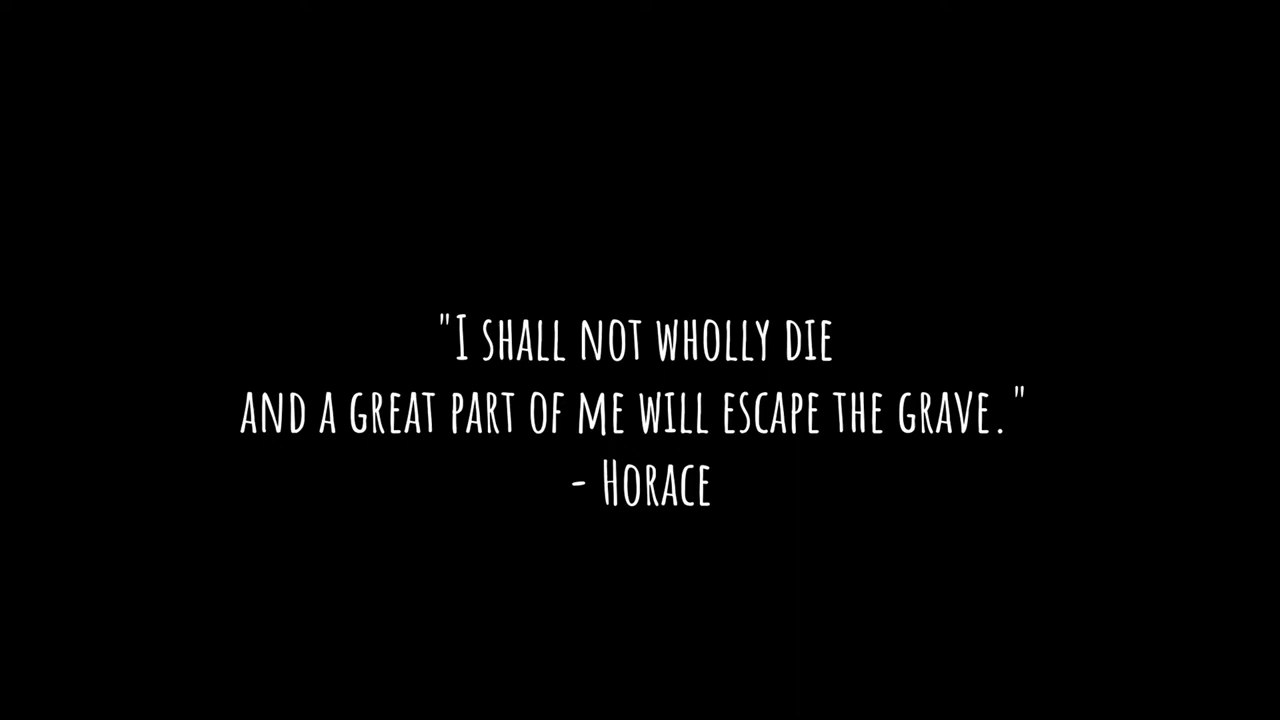 "I shall not wholly die
and a great part of me will escape the grave."
- Horace